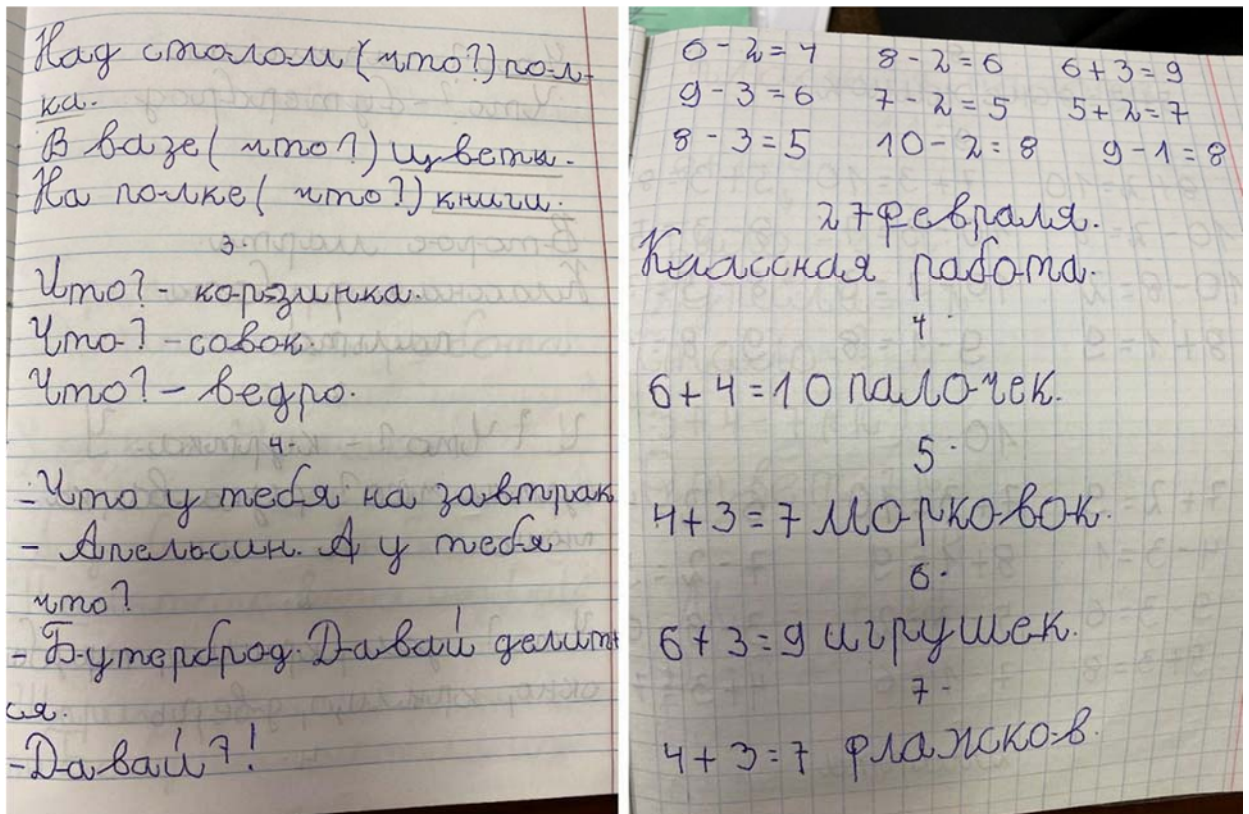 Над столом (что?) пол-
ка.
В вазе (что?) цветы.
На полке (что?) книги.
3.
Что? - корзинка.
Что? - совок.
Что? - ведро.
4.
- Что у тебя на завтрак
- Апельсин. А у тебя
что?
- Бутерброд. Давай делить
ся.
- Давай?!
6 - 2 = 4 8 - 2 = 6 6 + 3 = 9
9 - 3 = 6 7 - 2 = 5 5 + 2 = 7
8 - 3 = 5 10 - 2 = 8 9 - 1 = 8
27 февраля.
Классная работа.
4.
6 + 4 = 10 палочек.
5.
4 + 3 = 7 морковок.
6.
6 + 3 = 9 игрушек.
7.
4 + 3 = 7 флажков.